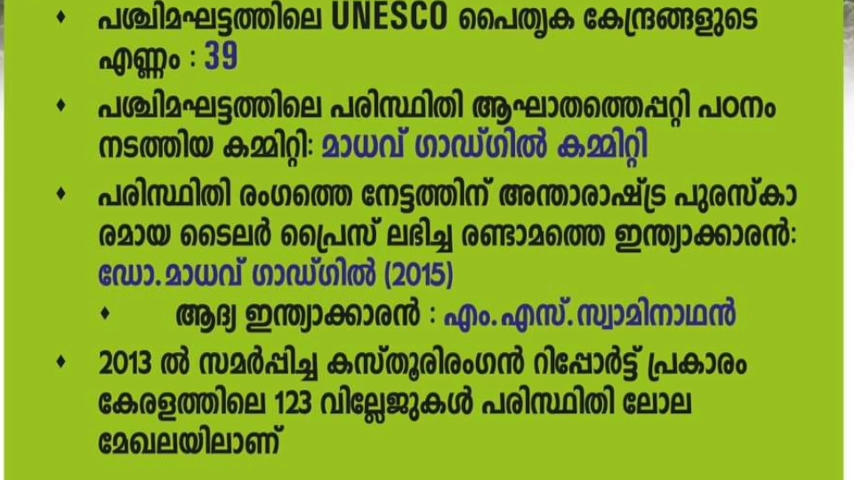 ♦ പശ്ചിമഘട്ടത്തിലെ UNESCO പൈതൃക കേന്ദ്രങ്ങളുടെ
എണ്ണം : 39
♦ പശ്ചിമഘട്ടത്തിലെ പരിസ്ഥിതി ആഘാതത്തെപ്പറ്റി പഠനം
നടത്തിയ കമ്മിറ്റി: മാധവ് ഗാഡ്ഗിൽ കമ്മിറ്റി
♦ പരിസ്ഥിതി രംഗത്തെ നേട്ടത്തിന് അന്താരാഷ്ട്ര പുരസ്കാ
രമായ ടൈലർ പ്രൈസ് ലഭിച്ച രണ്ടാമത്തെ ഇന്ത്യാക്കാരൻ:
ഡോ.മാധവ് ഗാഡ്ഗിൽ (2015)
♦ ആദ്യ ഇന്ത്യാക്കാരൻ : എം.എസ്.സ്വാമിനാഥൻ
♦ 2013 ൽ സമർപ്പിച്ച കസ്തൂരിരംഗൻ റിപ്പോർട്ട് പ്രകാരം
കേരളത്തിലെ 123 വില്ലേജുകൾ പരിസ്ഥിതി ലോല
മേഖലയിലാണ്